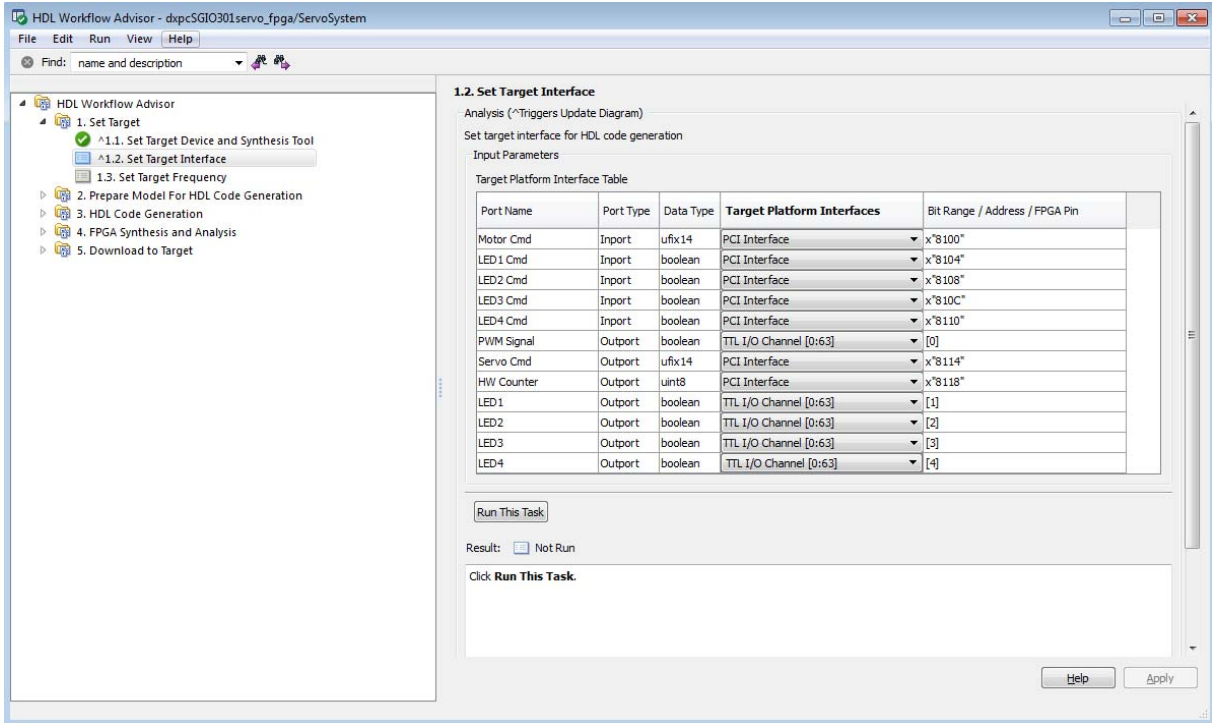 HDL Workflow Advisor - dxpcSGIO301servo_fpga/ServoSystem
File Edit Run View Help
Find: name and description
HDL Workflow Advisor
1. Set Target
^1.1. Set Target Device and Synthesis Tool
^1.2. Set Target Interface
1.3. Set Target Frequency
2. Prepare Model For HDL Code Generation
3. HDL Code Generation
4. FPGA Synthesis and Analysis
5. Download to Target
1.2. Set Target Interface
Analysis (^Triggers Update Diagram)
Set target interface for HDL code generation
Input Parameters
Target Platform Interface Table
Port Name Port Type Data Type Target Platform Interfaces Bit Range / Address / FPGA Pin
Motor Cmd Inport ufix14 PCI Interface x"8100"
LED1 Cmd Inport boolean PCI Interface x"8104"
LED2 Cmd Inport boolean PCI Interface x"8108"
LED3 Cmd Inport boolean PCI Interface x"810C"
LED4 Cmd Inport boolean PCI Interface x"8110"
PWM Signal Outport boolean TTL I/O Channel [0:63] [0]
Servo Cmd Outport ufix14 PCI Interface x"8114"
HW Counter Outport uint8 PCI Interface x"8118"
LED1 Outport boolean TTL I/O Channel [0:63] [1]
LED2 Outport boolean TTL I/O Channel [0:63] [2]
LED3 Outport boolean TTL I/O Channel [0:63] [3]
LED4 Outport boolean TTL I/O Channel [0:63] [4]
Run This Task
Result: Not Run
Click Run This Task.
Help Apply